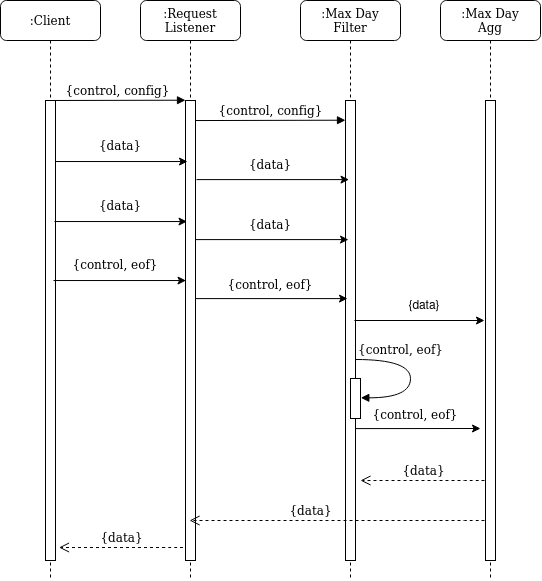 :Client
:Request
Listener
:Max Day
Filter
:Max Day
Agg
{control, config}
{control, config}
{data}
{data}
{data}
{data}
{control, eof}
{control, eof}
{data}
{control, eof}
{control, eof}
{data}
{data}
{data}